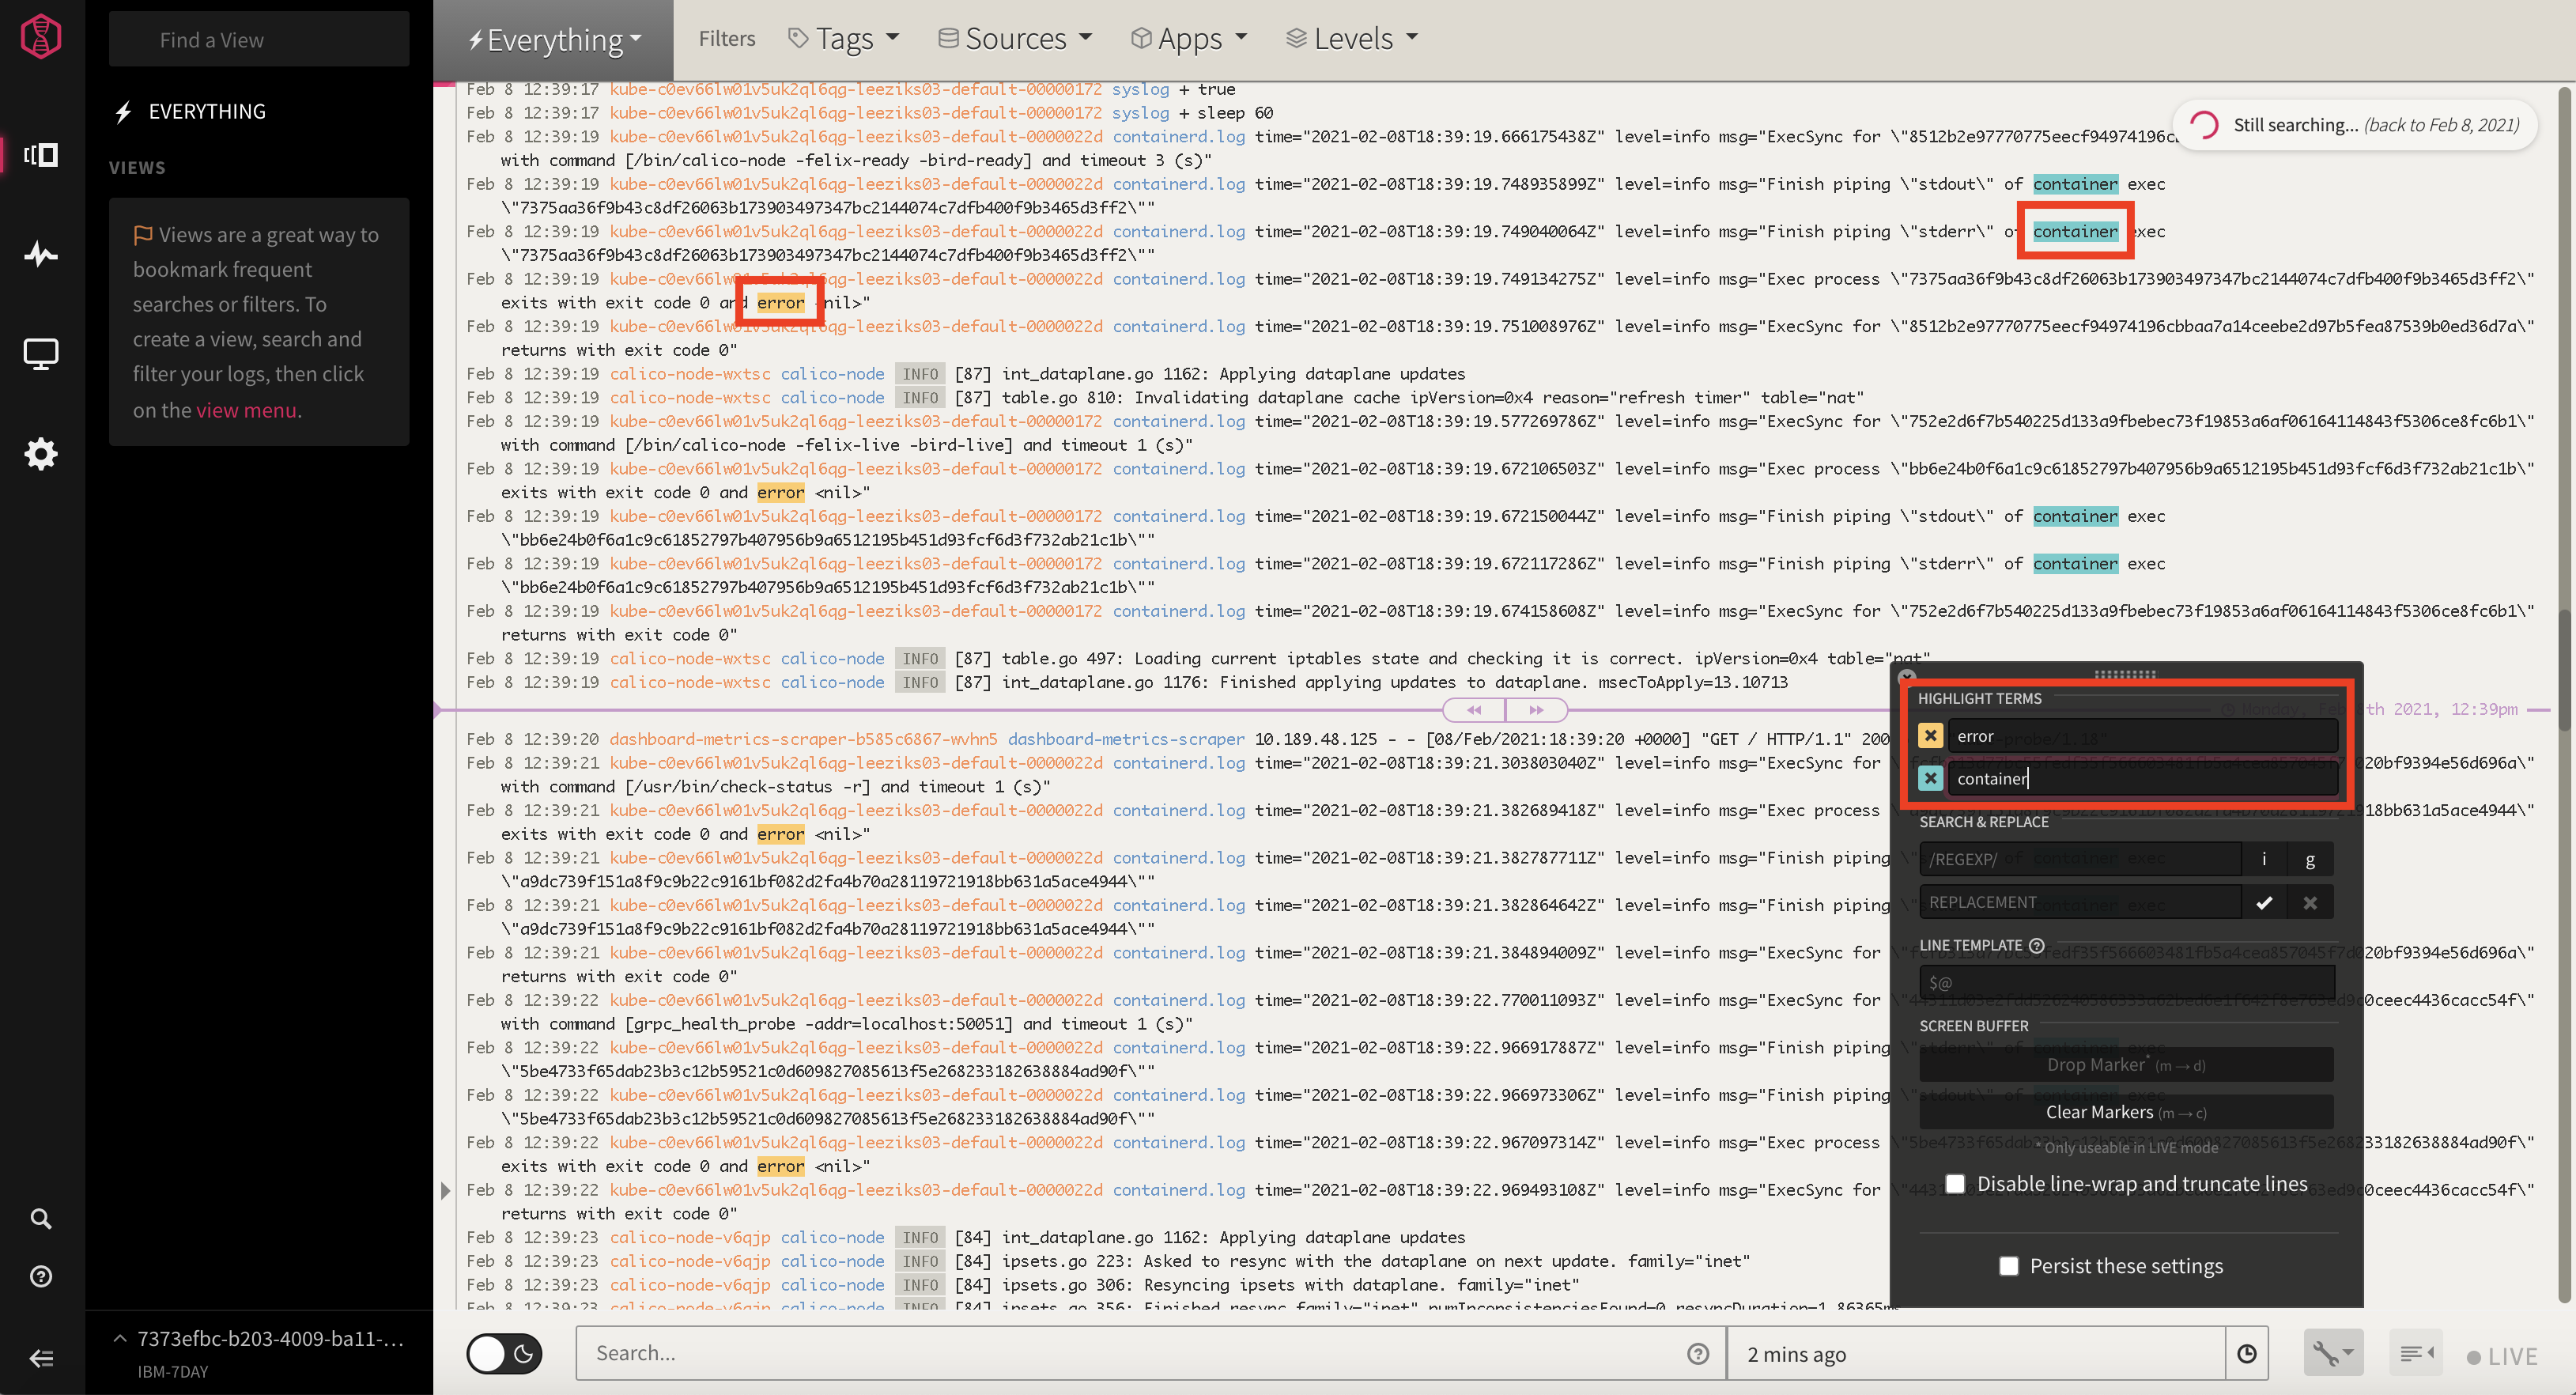 Find a View
EVERYTHING
VIEWS
Views are a great way to
bookmark frequent
searches or filters. To
create a view, search and
filter your logs, then click
on the view menu.
7373efbc-b203-4009-ba11-...
IBM-7DAY
Everything
Filters
Tags
Sources
Apps
Levels
Still searching... (back to Feb 8, 2021)
Feb 8 12:39:17 kube-c0ev66lw01v5uk2ql6qg-leeziks03-default-00000172 syslog + true
Feb 8 12:39:17 kube-c0ev66lw01v5uk2ql6qg-leeziks03-default-00000172 syslog + sleep 60
Feb 8 12:39:19 kube-c0ev66lw01v5uk2ql6qg-leeziks03-default-0000022d containerd.log time="2021-02-08T18:39:19.666175438Z" level=info msg="ExecSync for \"8512b2e97770775eecf94974196c
with command [/bin/calico-node -felix-ready -bird-ready] and timeout 3 (s)"
Feb 8 12:39:19 kube-c0ev66lw01v5uk2ql6qg-leeziks03-default-0000022d containerd.log time="2021-02-08T18:39:19.748935899Z" level=info msg="Finish piping \"stdout\" of container exec
\"7375aa36f9b43c8df26063b173903497347bc2144074c7dfb400f9b3465d3ff2\""
Feb 8 12:39:19 kube-c0ev66lw01v5uk2ql6qg-leeziks03-default-0000022d containerd.log time="2021-02-08T18:39:19.749040064Z" level=info msg="Finish piping \"stderr\" of container exec
\"7375aa36f9b43c8df26063b173903497347bc2144074c7dfb400f9b3465d3ff2\""
Feb 8 12:39:19 kube-c0ev66lw01v5uk2ql6qg-leeziks03-default-0000022d containerd.log time="2021-02-08T18:39:19.749134275Z" level=info msg="Exec process \"7375aa36f9b43c8df26063b173903497347bc2144074c7dfb400f9b3465d3ff2\"
exits with exit code 0 and error <nil>"
Feb 8 12:39:19 kube-c0ev66lw01v5uk2ql6qg-leeziks03-default-0000022d containerd.log time="2021-02-08T18:39:19.751008976Z" level=info msg="ExecSync for \"8512b2e97770775eecf94974196cbbaa7a14ceebe2d97b5fea87539b0ed36d7a\"
returns with exit code 0"
Feb 8 12:39:19 calico-node-wxtsc calico-node INFO [87] int_dataplane.go 1162: Applying dataplane updates
Feb 8 12:39:19 calico-node-wxtsc calico-node INFO [87] table.go 810: Invalidating dataplane cache ipVersion=0x4 reason="refresh timer" table="nat"
Feb 8 12:39:19 kube-c0ev66lw01v5uk2ql6qg-leeziks03-default-00000172 containerd.log time="2021-02-08T18:39:19.577269786Z" level=info msg="ExecSync for \"752e2d6f7b540225d133a9fbebec73f19853a6af06164114843f5306ce8fc6b1\"
with command [/bin/calico-node -felix-live -bird-live] and timeout 1 (s)"
Feb 8 12:39:19 kube-c0ev66lw01v5uk2ql6qg-leeziks03-default-00000172 containerd.log time="2021-02-08T18:39:19.672106503Z" level=info msg="Exec process \"bb6e24b0f6a1c9c61852797b407956b9a6512195b451d93fcf6d3f732ab21c1b\"
exits with exit code 0 and error <nil>"
Feb 8 12:39:19 kube-c0ev66lw01v5uk2ql6qg-leeziks03-default-00000172 containerd.log time="2021-02-08T18:39:19.672150044Z" level=info msg="Finish piping \"stdout\" of container exec
\"bb6e24b0f6a1c9c61852797b407956b9a6512195b451d93fcf6d3f732ab21c1b\""
Feb 8 12:39:19 kube-c0ev66lw01v5uk2ql6qg-leeziks03-default-00000172 containerd.log time="2021-02-08T18:39:19.672117286Z" level=info msg="Finish piping \"stderr\" of container exec
\"bb6e24b0f6a1c9c61852797b407956b9a6512195b451d93fcf6d3f732ab21c1b\""
Feb 8 12:39:19 kube-c0ev66lw01v5uk2ql6qg-leeziks03-default-00000172 containerd.log time="2021-02-08T18:39:19.674158608Z" level=info msg="ExecSync for \"752e2d6f7b540225d133a9fbebec73f19853a6af06164114843f5306ce8fc6b1\"
returns with exit code 0"
Feb 8 12:39:19 calico-node-wxtsc calico-node INFO [87] table.go 497: Loading current iptables state and checking it is correct. ipVersion=0x4 table="nat"
Feb 8 12:39:19 calico-node-wxtsc calico-node INFO [87] int_dataplane.go 1176: Finished applying updates to dataplane. msecToApply=13.10713
Monday, Feb 8th 2021, 12:39pm
Feb 8 12:39:20 dashboard-metrics-scraper-b585c6867-wvhn5 dashboard-metrics-scraper 10.189.48.125 - - [08/Feb/2021:18:39:20 +0000] "GET / HTTP/1.1" 200
Feb 8 12:39:21 kube-c0ev66lw01v5uk2ql6qg-leeziks03-default-0000022d containerd.log time="2021-02-08T18:39:21.303803040Z" level=info msg="ExecSync for 020bf9394e56d696a\"
with command [/usr/bin/check-status -r] and timeout 1 (s)"
Feb 8 12:39:21 kube-c0ev66lw01v5uk2ql6qg-leeziks03-default-0000022d containerd.log time="2021-02-08T18:39:21.382689418Z" level=info msg="Exec process 918bb631a5ace4944\"
exits with exit code 0 and error <nil>"
Feb 8 12:39:21 kube-c0ev66lw01v5uk2ql6qg-leeziks03-default-0000022d containerd.log time="2021-02-08T18:39:21.382787711Z" level=info msg="Finish piping
\"a9dc739f151a8f9c9b22c9161bf082d2fa4b70a28119721918bb631a5ace4944\""
Feb 8 12:39:21 kube-c0ev66lw01v5uk2ql6qg-leeziks03-default-0000022d containerd.log time="2021-02-08T18:39:21.382864642Z" level=info msg="Finish piping
\"a9dc739f151a8f9c9b22c9161bf082d2fa4b70a28119721918bb631a5ace4944\""
Feb 8 12:39:21 kube-c0ev66lw01v5uk2ql6qg-leeziks03-default-0000022d containerd.log time="2021-02-08T18:39:21.384894009Z" level=info msg="ExecSync for 020bf9394e56d696a\"
returns with exit code 0"
Feb 8 12:39:22 kube-c0ev66lw01v5uk2ql6qg-leeziks03-default-0000022d containerd.log time="2021-02-08T18:39:22.770011093Z" level=info msg="ExecSync for 0ceec4436cacc54f\"
with command [grpc_health_probe -addr=localhost:50051] and timeout 1 (s)"
Feb 8 12:39:22 kube-c0ev66lw01v5uk2ql6qg-leeziks03-default-0000022d containerd.log time="2021-02-08T18:39:22.966917887Z" level=info msg="Finish piping \"stderr\" of
\"5be4733f65dab23b3c12b59521c0d609827085613f5e268233182638884ad90f\""
Feb 8 12:39:22 kube-c0ev66lw01v5uk2ql6qg-leeziks03-default-0000022d containerd.log time="2021-02-08T18:39:22.966973306Z" level=info msg="Finish piping \"stdout\" of
\"5be4733f65dab23b3c12b59521c0d609827085613f5e268233182638884ad90f\""
Feb 8 12:39:22 kube-c0ev66lw01v5uk2ql6qg-leeziks03-default-0000022d containerd.log time="2021-02-08T18:39:22.967097314Z" level=info msg="Exec process \"5be4733f65dab23b3c12b59521c0d609827085613f5e268233182638884ad90f\"
exits with exit code 0 and error <nil>"
Feb 8 12:39:22 kube-c0ev66lw01v5uk2ql6qg-leeziks03-default-0000022d containerd.log time="2021-02-08T18:39:22.969493108Z" level=info msg="ExecSync for 0ceec4436cacc54f\"
returns with exit code 0"
Feb 8 12:39:23 calico-node-v6qjp calico-node INFO [84] int_dataplane.go 1162: Applying dataplane updates
Feb 8 12:39:23 calico-node-v6qjp calico-node INFO [84] ipsets.go 223: Asked to resync with the dataplane on next update. family="inet"
Feb 8 12:39:23 calico-node-v6qjp calico-node INFO [84] ipsets.go 306: Resyncing ipsets with dataplane. family="inet"
Feb 8 12:39:23 calico-node-v6qjp calico-node INFO [84] ipsets.go 356: Finished resync family="inet" numInconsistenciesFound=0 resyncDuration=1.86365ms
HIGHLIGHT TERMS
error
container
SEARCH & REPLACE
/REGEXP/ i g
REPLACEMENT
LINE TEMPLATE
$@
SCREEN BUFFER
Drop Marker* (m→d)
Clear Markers (m→c)
* Only useable in LIVE mode
Disable line-wrap and truncate lines
Persist these settings
Search...
2 mins ago
LIVE